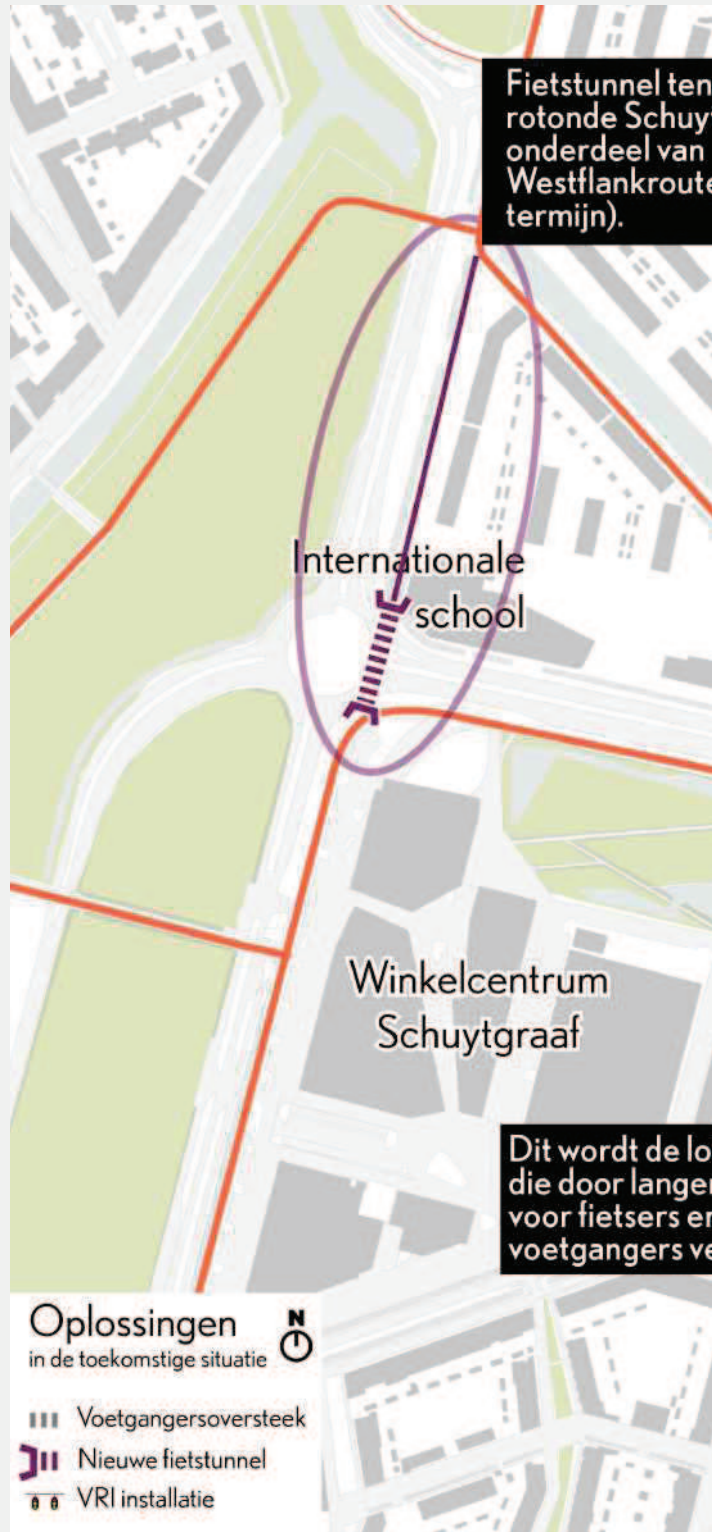 Fietstunnel ten
rotonde Schuy
onderdeel van
Westflankroute
termijn).
Internationale
school
Winkelcentrum
Schuytgraaf
Dit wordt de lo
die door langer
voor fietsers en
voetgangers ve
Oplossingen
in de toekomstige situatie
N
Voetgangersoversteek
Nieuwe fietstunnel
VRI installatie